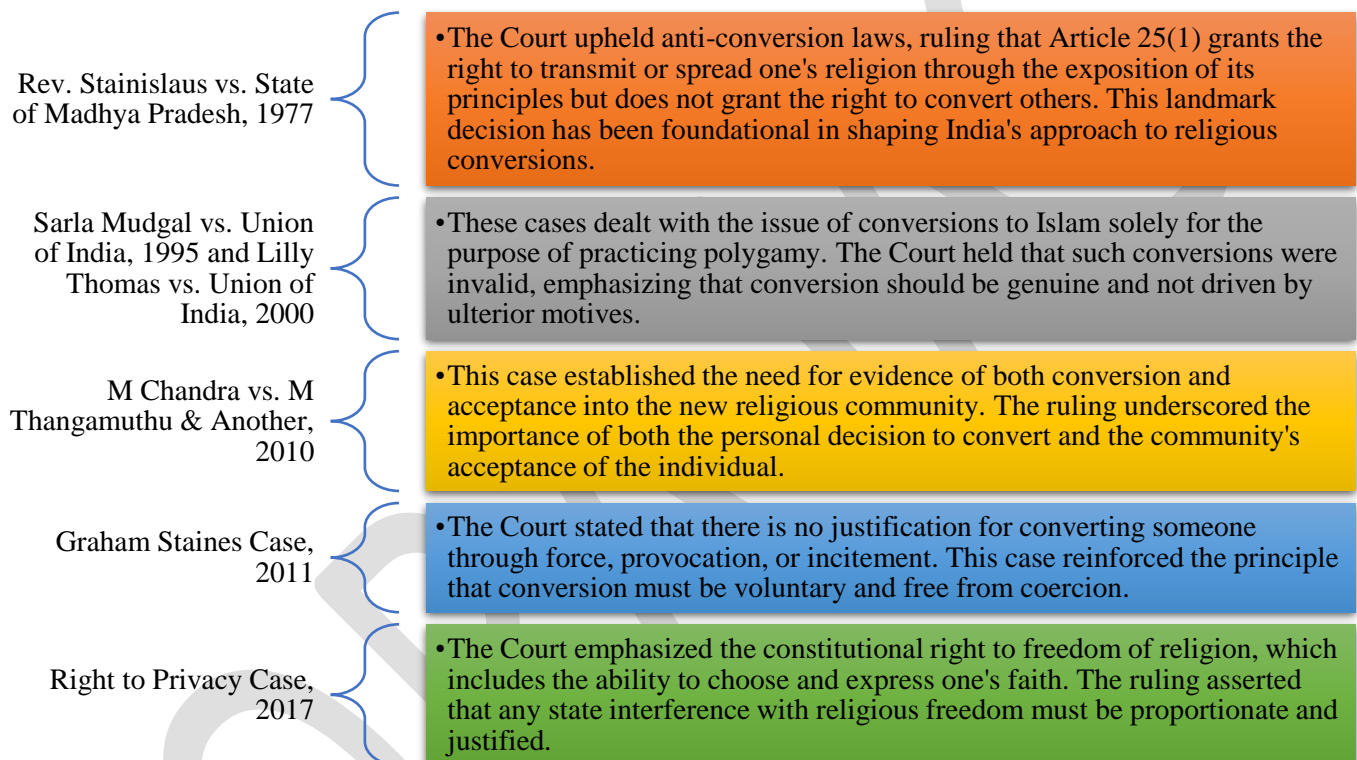 Rev. Stainislaus vs. State
of Madhya Pradesh, 1977
•The Court upheld anti-conversion laws, ruling that Article 25(1) grants the
right to transmit or spread one's religion through the exposition of its
principles but does not grant the right to convert others. This landmark
decision has been foundational in shaping India's approach to religious
conversions.
Sarla Mudgal vs. Union
of India, 1995 and Lilly
Thomas vs. Union of
India, 2000
•These cases dealt with the issue of conversions to Islam solely for the
purpose of practicing polygamy. The Court held that such conversions were
invalid, emphasizing that conversion should be genuine and not driven by
ulterior motives.
M Chandra vs. M
Thangamuthu & Another,
2010
•This case established the need for evidence of both conversion and
acceptance into the new religious community. The ruling underscored the
importance of both the personal decision to convert and the community's
acceptance of the individual.
Graham Staines Case,
2011
•The Court stated that there is no justification for converting someone
through force, provocation, or incitement. This case reinforced the principle
that conversion must be voluntary and free from coercion.
Right to Privacy Case,
2017
•The Court emphasized the constitutional right to freedom of religion, which
includes the ability to choose and express one's faith. The ruling asserted
that any state interference with religious freedom must be proportionate and
justified.